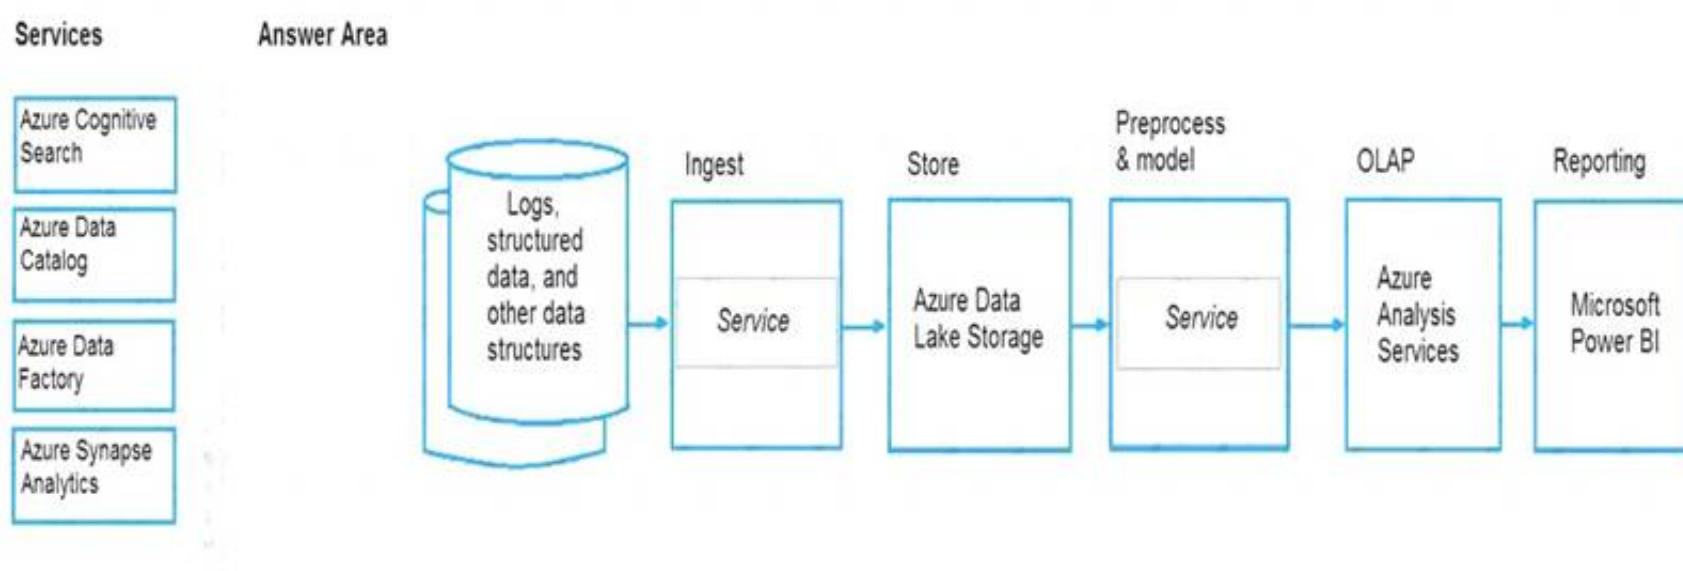 Services
Answer Area
Azure Cognitive
Search
Azure Data
Catalog
Azure Data
Factory
Azure Synapse
Analytics
Logs,
structured
data, and
other data
structures
Ingest
Service
Store
Azure Data
Lake Storage
Preprocess
& model
Service
OLAP
Azure
Analysis
Services
Reporting
Microsoft
Power BI